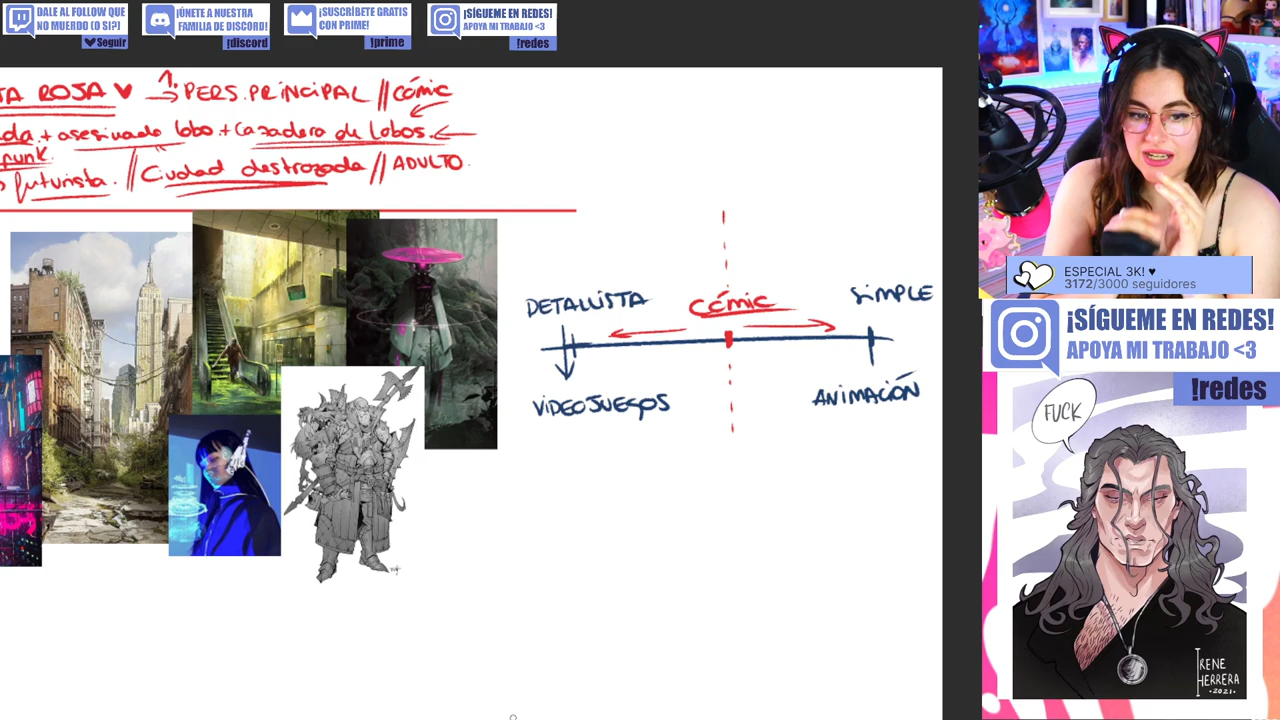 DALE AL FOLLOW QUE
NO MUERDO (O SI?)
Seguir
¡ÚNETE A NUESTRA
FAMILIA DE DISCORD!
!discord
¡SUSCRÍBETE GRATIS
CON PRIME!
!prime
¡SÍGUEME EN REDES!
APOYA MI TRABAJO <3
!redes
TA ROJA ♥ 1. → PERS. PRINCIPAL // CÓMIC
da + asesinado lobo + Cazadora de Lobos. ←
punk.
futurista. // Ciudad destrozada // ADULTO.
DETALLISTA
CÓMIC
SIMPLE
VIDEOJUEGOS
ANIMACIÓN
ESPECIAL 3K! ♥
3172/3000 seguidores
¡SÍGUEME EN REDES!
APOYA MI TRABAJO <3
!redes
FUCK
IRENE
HERRERA
·2021·